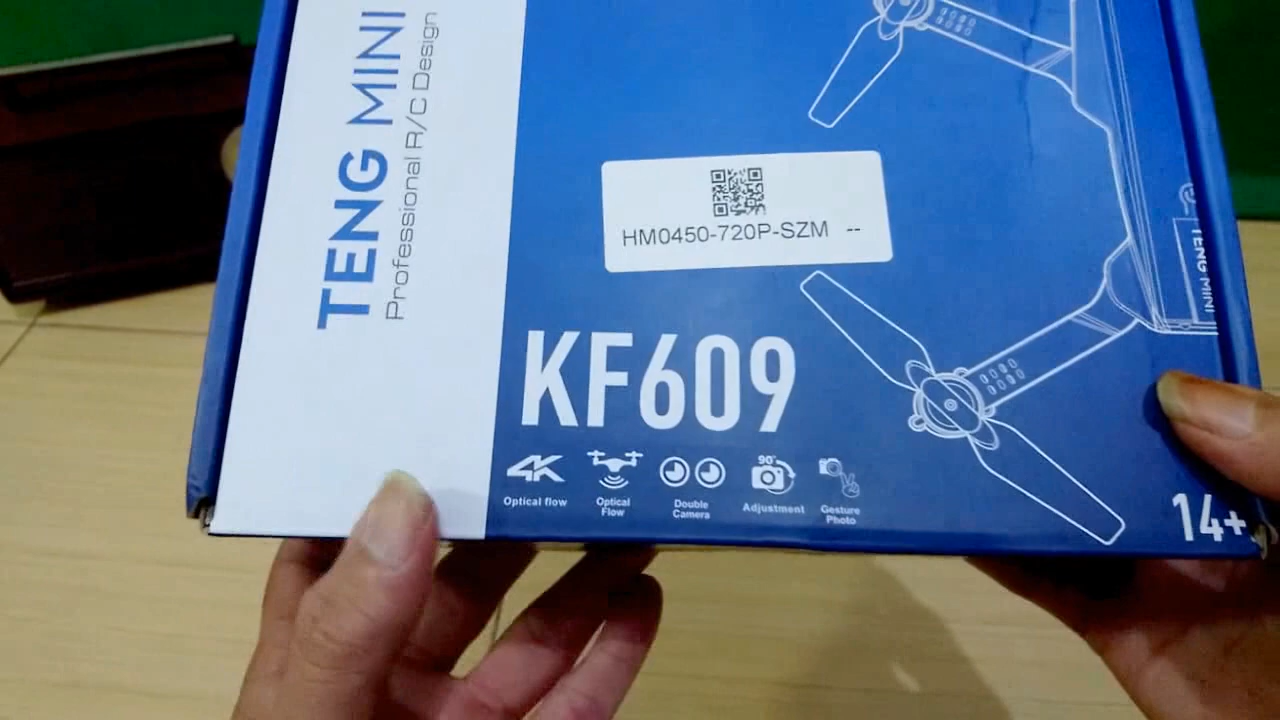 TENG MINI
Professional R/C Design
HM0450-720P-SZM --
TENG MINI
KF609
4K
Optical flow
Optical
Flow
Double
Camera
90°
Adjustment
Gesture
Photo
14+